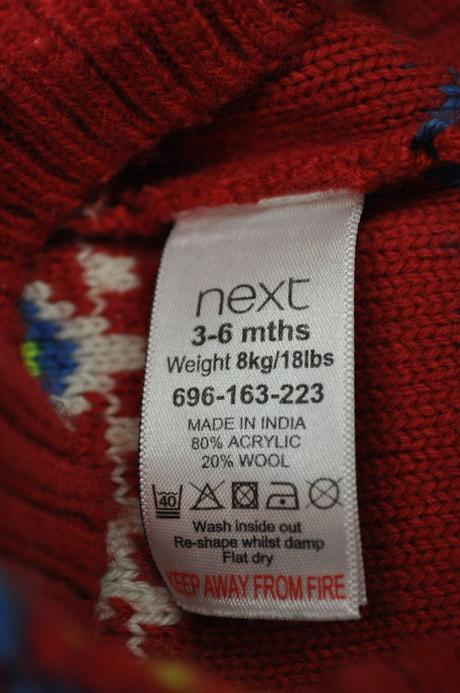 next
3-6 mths
Weight 8kg/18lbs
696-163-223
MADE IN INDIA
80% ACRYLIC
20% WOOL
40
Wash inside out
Re-shape whilst damp
Flat dry
KEEP AWAY FROM FIRE